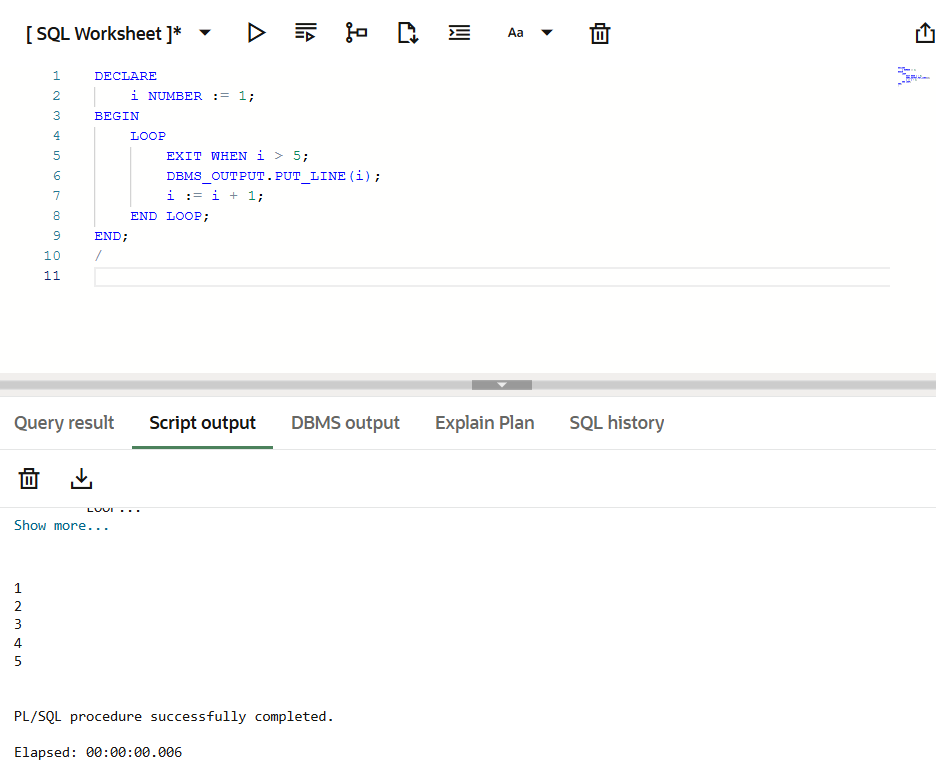 [ SQL Worksheet ]* Aa
1 DECLARE
2     i NUMBER := 1;
3 BEGIN
4     LOOP
5         EXIT WHEN i > 5;
6         DBMS_OUTPUT.PUT_LINE(i);
7         i := i + 1;
8     END LOOP;
9 END;
10 /
11
Query result Script output DBMS output Explain Plan SQL history
LOOP...
Show more...
1
2
3
4
5
PL/SQL procedure successfully completed.
Elapsed: 00:00:00.006